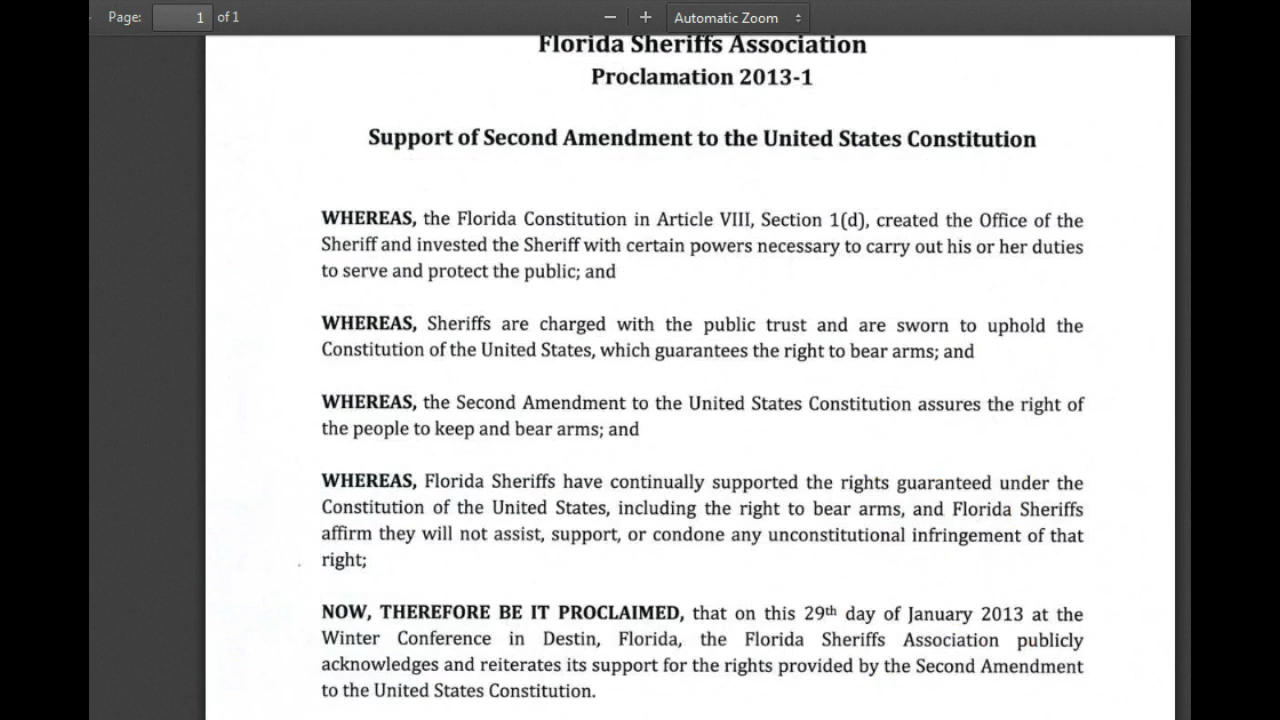 Page: 1 of 1 Automatic Zoom
Florida Sheriffs Association
Proclamation 2013-1
Support of Second Amendment to the United States Constitution
WHEREAS, the Florida Constitution in Article VIII, Section 1(d), created the Office of the
Sheriff and invested the Sheriff with certain powers necessary to carry out his or her duties
to serve and protect the public; and
WHEREAS, Sheriffs are charged with the public trust and are sworn to uphold the
Constitution of the United States, which guarantees the right to bear arms; and
WHEREAS, the Second Amendment to the United States Constitution assures the right of
the people to keep and bear arms; and
WHEREAS, Florida Sheriffs have continually supported the rights guaranteed under the
Constitution of the United States, including the right to bear arms, and Florida Sheriffs
affirm they will not assist, support, or condone any unconstitutional infringement of that
right;
NOW, THEREFORE BE IT PROCLAIMED, that on this 29th day of January 2013 at the
Winter Conference in Destin, Florida, the Florida Sheriffs Association publicly
acknowledges and reiterates its support for the rights provided by the Second Amendment
to the United States Constitution.